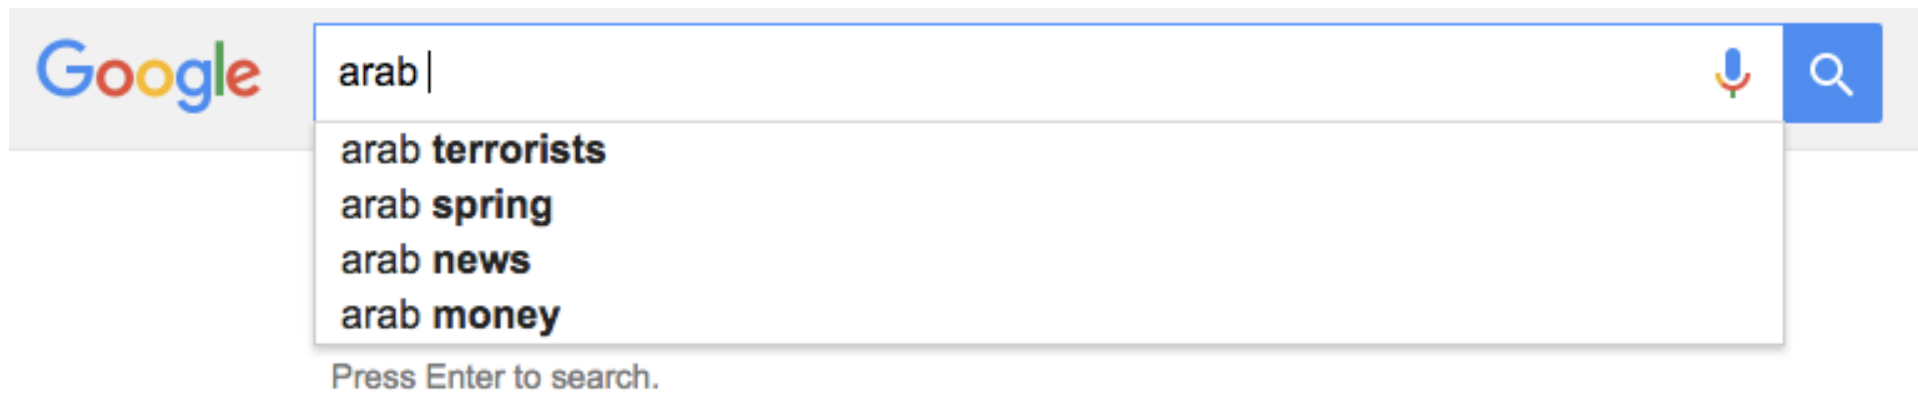 Google
arab
arab terrorists
arab spring
arab news
arab money
Press Enter to search.